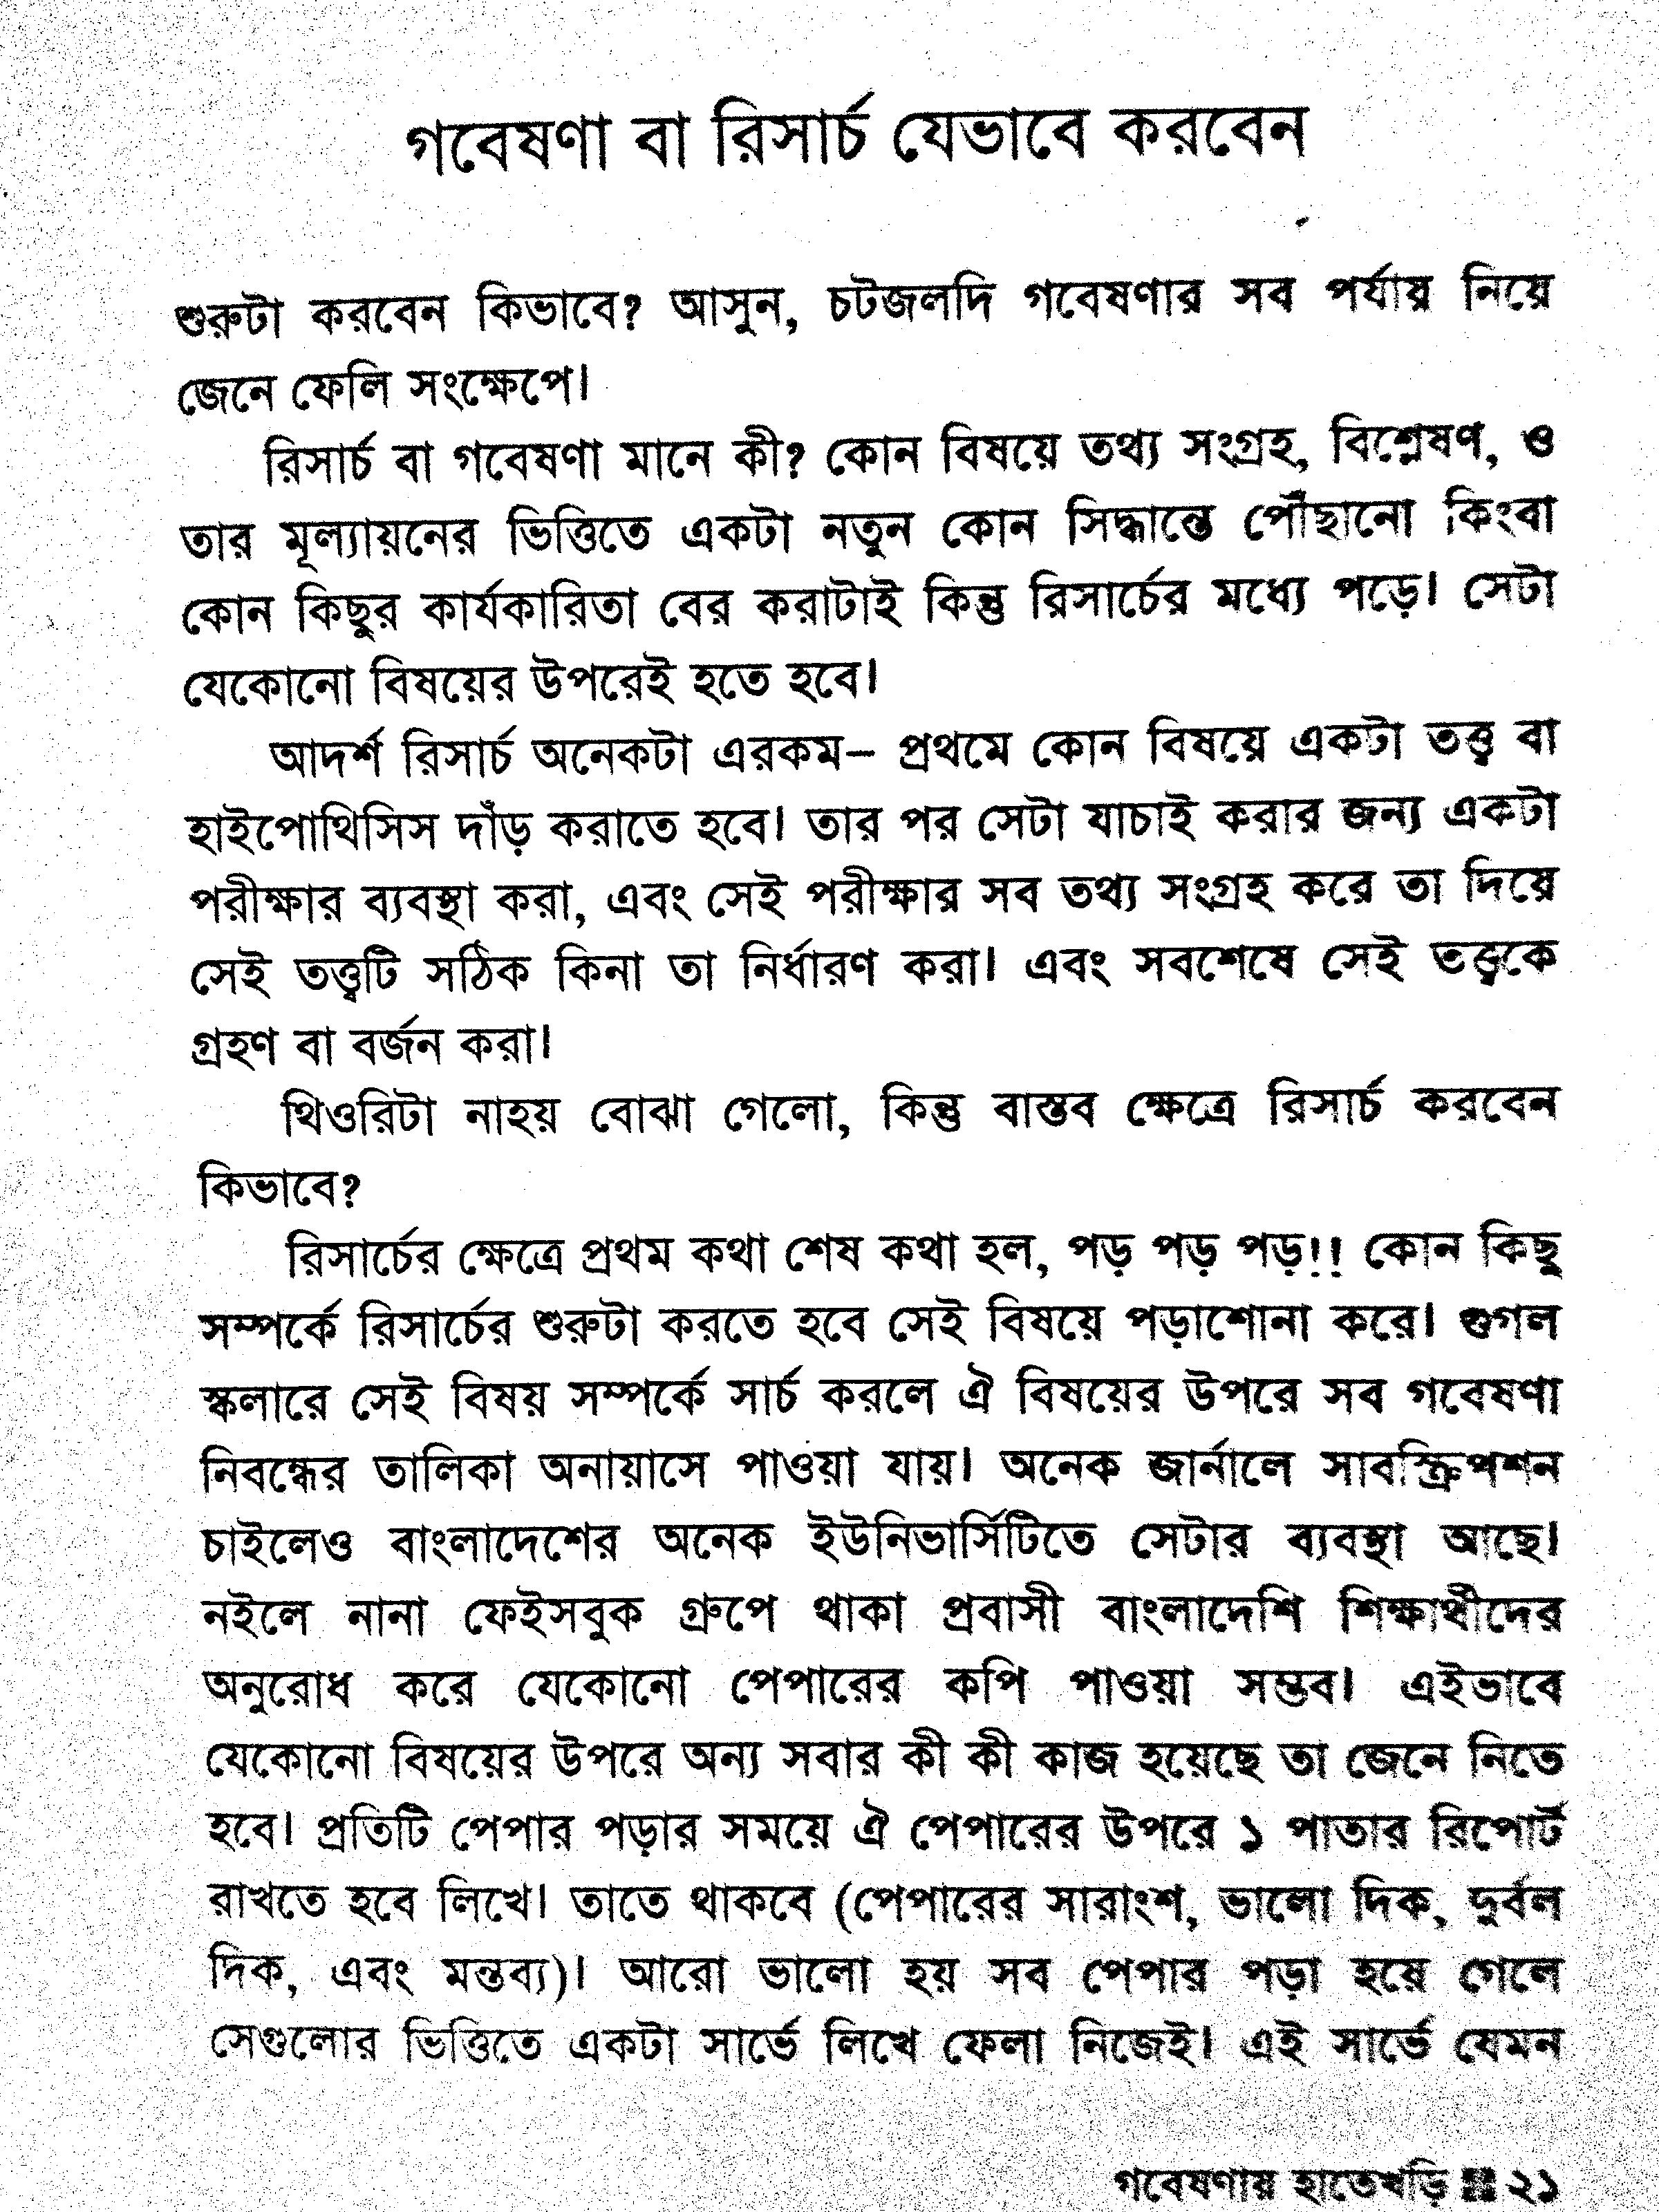 গবেষণা বা রিসার্চ যেভাবে করবেন
শুরুটা করবেন কিভাবে? আসুন, চটজলদি গবেষণার সব পর্যায় নিয়ে
জেনে ফেলি সংক্ষেপে।
রিসার্চ বা গবেষণা মানে কী? কোন বিষয়ে তথ্য সংগ্রহ, বিশ্লেষণ, ও
তার মূল্যায়নের ভিত্তিতে একটা নতুন কোন সিদ্ধান্তে পৌঁছানো কিংবা
কোন কিছুর কার্যকারিতা বের করাটাই কিন্তু রিসার্চের মধ্যে পড়ে। সেটা
যেকোনো বিষয়ের উপরেই হতে হবে।
আদর্শ রিসার্চ অনেকটা এরকম– প্রথমে কোন বিষয়ে একটা তত্ত্ব বা
হাইপোথিসিস দাঁড় করাতে হবে। তার পর সেটা যাচাই করার জন্য একটা
পরীক্ষার ব্যবস্থা করা, এবং সেই পরীক্ষার সব তথ্য সংগ্রহ করে তা দিয়ে
সেই তত্ত্বটি সঠিক কিনা তা নির্ধারণ করা। এবং সবশেষে সেই তত্ত্বকে
গ্রহণ বা বর্জন করা।
থিওরিটা নাহয় বোঝা গেলো, কিন্তু বাস্তব ক্ষেত্রে রিসার্চ করবেন
কিভাবে?
রিসার্চের ক্ষেত্রে প্রথম কথা শেষ কথা হল, পড় পড় পড়!! কোন কিছু
সম্পর্কে রিসার্চের শুরুটা করতে হবে সেই বিষয়ে পড়াশোনা করে। গুগল
স্কলারে সেই বিষয় সম্পর্কে সার্চ করলে ঐ বিষয়ের উপরে সব গবেষণা
নিবন্ধের তালিকা অনায়াসে পাওয়া যায়। অনেক জার্নালে সাবস্ক্রিপশন
চাইলেও বাংলাদেশের অনেক ইউনিভার্সিটিতে সেটার ব্যবস্থা আছে।
নইলে নানা ফেইসবুক গ্রুপে থাকা প্রবাসী বাংলাদেশি শিক্ষার্থীদের
অনুরোধ করে যেকোনো পেপারের কপি পাওয়া সম্ভব। এইভাবে
যেকোনো বিষয়ের উপরে অন্য সবার কী কী কাজ হয়েছে তা জেনে নিতে
হবে। প্রতিটি পেপার পড়ার সময়ে ঐ পেপারের উপরে ১ পাতার রিপোর্ট
রাখতে হবে লিখে। তাতে থাকবে (পেপারের সারাংশ, ভালো দিক, দুর্বল
দিক, এবং মন্তব্য)। আরো ভালো হয় সব পেপার পড়া হয়ে গেলে
সেগুলোর ভিত্তিতে একটা সার্ভে লিখে ফেলা নিজেই। এই সার্ভে যেমন
গবেষণায় হাতেখড়ি ২১